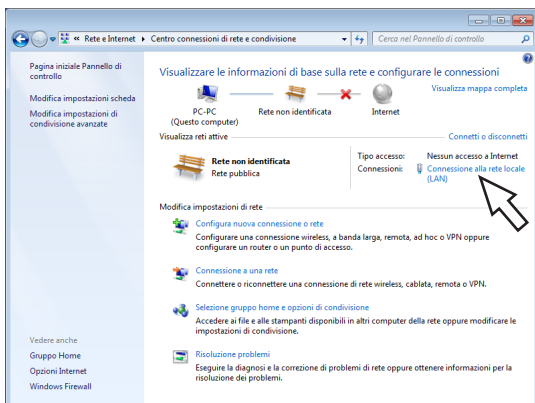 « Rete e Internet ▸ Centro connessioni di rete e condivisione
Cerca nel Pannello di controllo
Pagina iniziale Pannello di
controllo
Modifica impostazioni scheda
Modifica impostazioni di
condivisione avanzate
Visualizzare le informazioni di base sulla rete e configurare le connessioni
Visualizza mappa completa
PC-PC
(Questo computer)
Rete non identificata
Internet
Visualizza reti attive
Connetti o disconnetti
Rete non identificata
Rete pubblica
Tipo accesso: Nessun accesso a Internet
Connessioni: Connessione alla rete locale
(LAN)
Modifica impostazioni di rete
Configura nuova connessione o rete
Configurare una connessione wireless, a banda larga, remota, ad hoc o VPN oppure
configurare un router o un punto di accesso.
Connessione a una rete
Connettere o riconnettere una connessione di rete wireless, cablata, remota o VPN.
Selezione gruppo home e opzioni di condivisione
Accedere ai file e alle stampanti disponibili in altri computer della rete oppure modificare le
impostazioni di condivisione.
Risoluzione problemi
Eseguire la diagnosi e la correzione di problemi di rete oppure ottenere informazioni per la
risoluzione dei problemi.
Vedere anche
Gruppo Home
Opzioni Internet
Windows Firewall